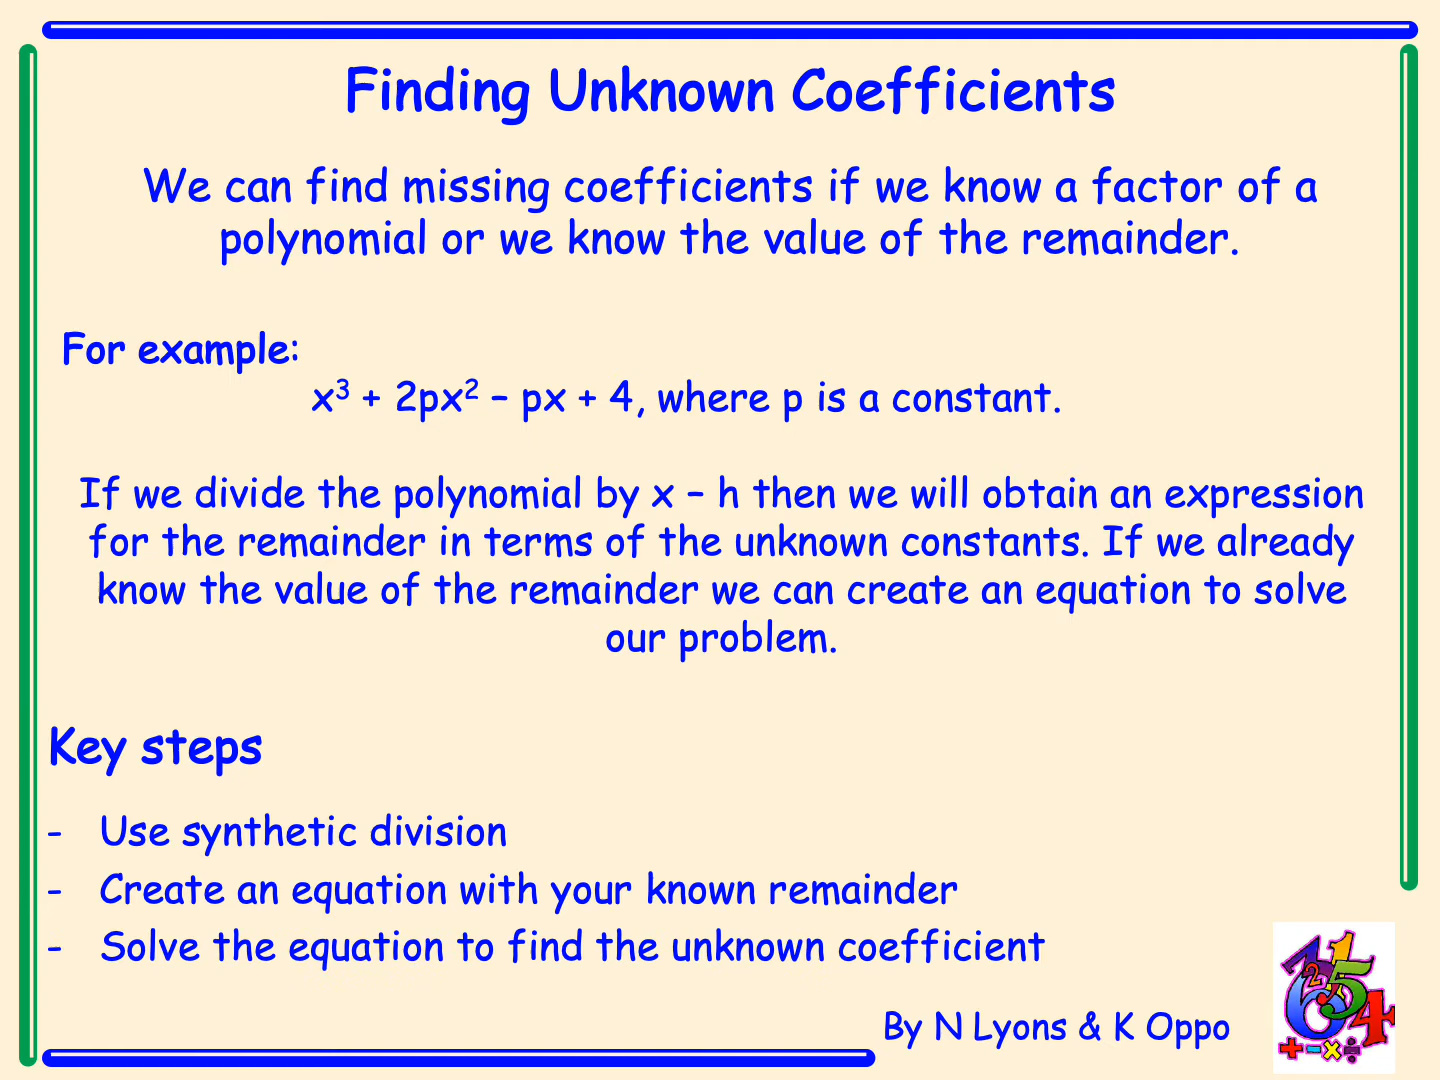 Finding Unknown Coefficients
We can find missing coefficients if we know a factor of a
polynomial or we know the value of the remainder.
For example:
x³ + 2px² – px + 4, where p is a constant.
If we divide the polynomial by x – h then we will obtain an expression
for the remainder in terms of the unknown constants. If we already
know the value of the remainder we can create an equation to solve
our problem.
Key steps
- Use synthetic division
- Create an equation with your known remainder
- Solve the equation to find the unknown coefficient
By N Lyons & K Oppo